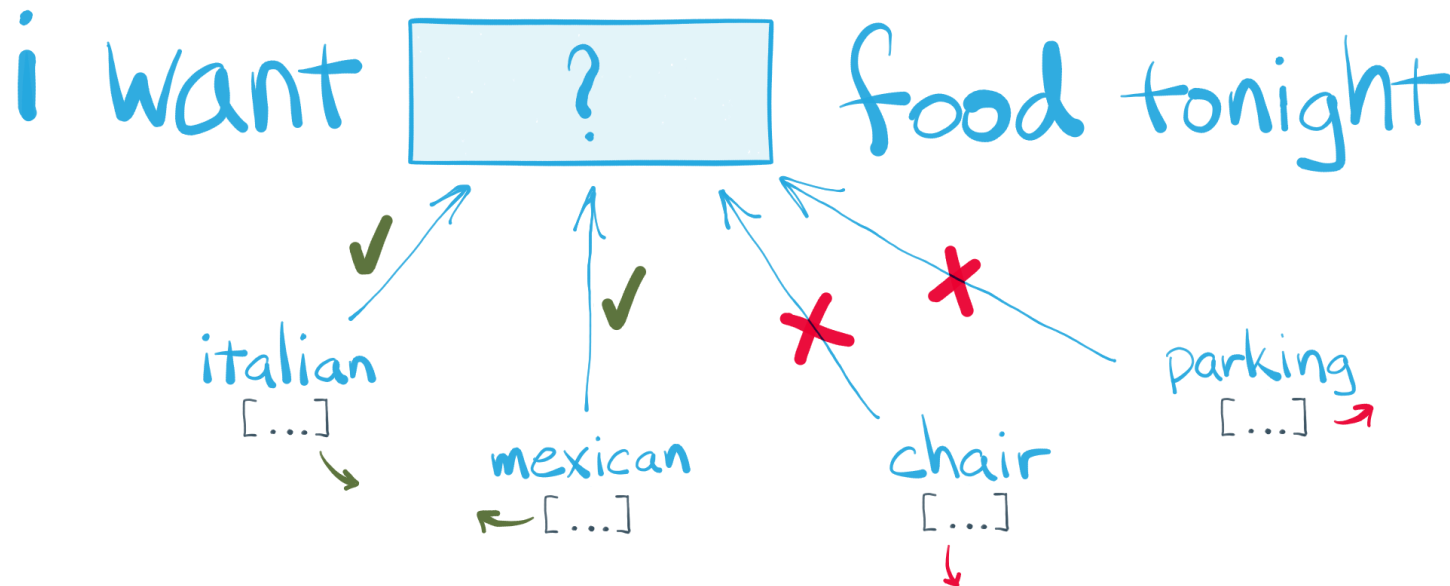 i want ? food tonight
italian
[...]
mexican
[...]
chair
[...]
parking
[...]